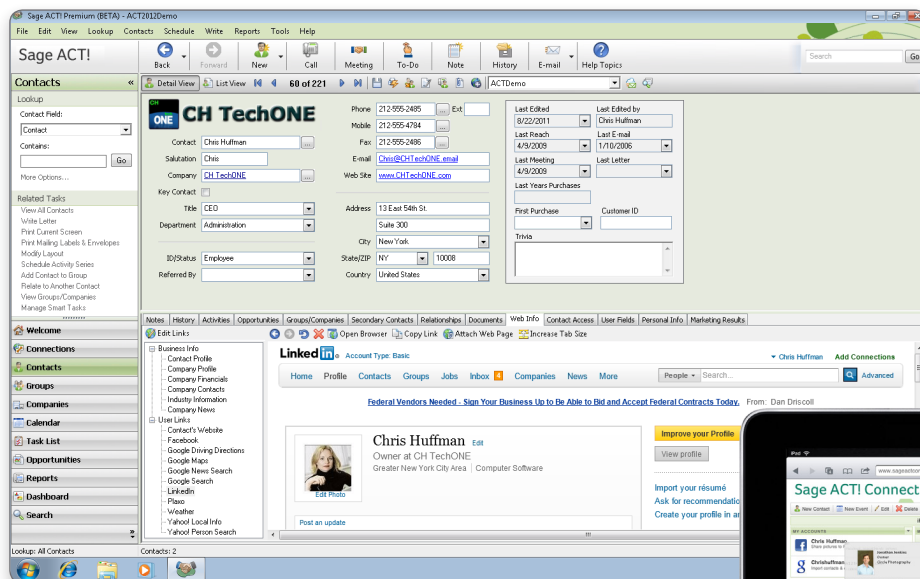 Sage ACT! Premium (BETA) - ACT2012Demo
File Edit View Lookup Contacts Schedule Write Reports Tools Help
Sage ACT!
Back Forward New Call Meeting To-Do Note History E-mail Help Topics
Search Go
Contacts «
Detail View List View 60 of 221 ACTDemo
Lookup
Contact Field:
Contact
Contains:
Go
More Options...
Related Tasks
View All Contacts
Write Letter
Print Current Screen
Print Mailing Labels & Envelopes
Modify Layout
Schedule Activity Series
Add Contact to Group
Relate to Another Contact
View Groups/Companies
Manage Smart Tasks
Welcome
Connections
Contacts
Groups
Companies
Calendar
Task List
Opportunities
Reports
Dashboard
Search
Lookup: All Contacts
CH
ONE
CH TechONE
Contact Chris Huffman ...
Salutation Chris
Company CH TechONE ...
Key Contact
Title CEO
Department Administration
ID/Status Employee
Referred By
Phone 212-555-2485 ... Ext
Mobile 212-555-4784 ...
Fax 212-555-2486 ...
E-mail Chris@CHTechONE.email
Web Site www.CHTechONE.com
Address 13 East 54th St.
Suite 300
City New York
State/ZIP NY 10008
Country United States
Last Edited Last Edited by
8/22/2011 Chris Huffman
Last Reach Last E-mail
4/9/2009 1/10/2006
Last Meeting Last Letter
4/9/2009
Last Years Purchases
First Purchase Customer ID
Trivia
Notes History Activities Opportunities Groups/Companies Secondary Contacts Relationships Documents Web Info Contact Access User Fields Personal Info Marketing Results
Edit Links Open Browser Copy Link Attach Web Page Increase Tab Size
Business Info
Contact Profile
Company Profile
Company Financials
Company Contacts
Industry Information
Company News
User Links
Contact's Website
Facebook
Google Driving Directions
Google Maps
Google News Search
Google Search
LinkedIn
Plaxo
Weather
Yahoo! Local Info
Yahoo! Person Search
Contacts: 2
Linked in Account Type: Basic
Chris Huffman Add Connections
Home Profile Contacts Groups Jobs Inbox 4 Companies News More
People Search... Advanced
Federal Vendors Needed - Sign Your Business Up to Be Able to Bid and Accept Federal Contracts Today. From: Dan Driscoll
Chris Huffman Edit
Owner at CH TechONE
Greater New York City Area | Computer Software
Edit Photo
Post an update
Improve your Profile
View profile
Import your résumé
Ask for recommendatio
Create your profile in an
iPad
Sage ACT! Connect
New Contact New Event Edit Delete
MY ACCOUNTS
Chris Huffman
Chrishuffman